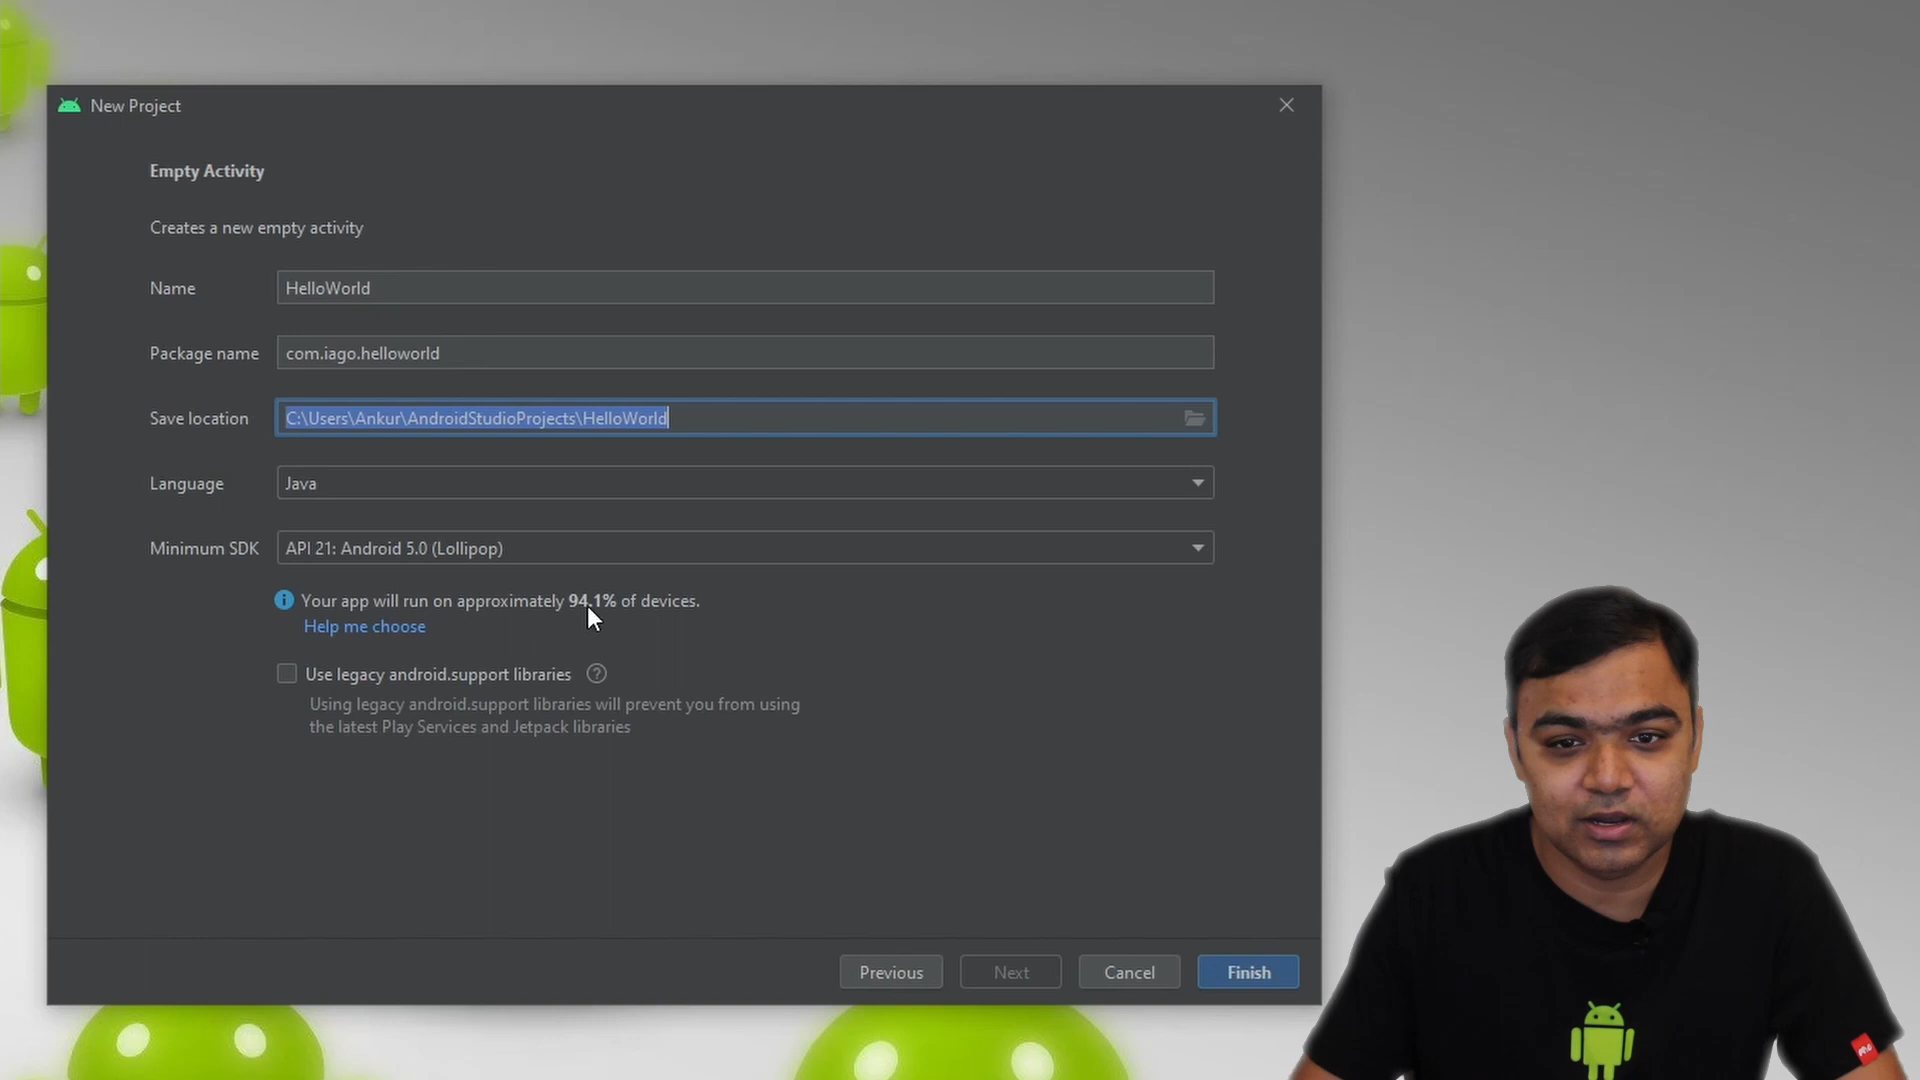 New Project
Empty Activity
Creates a new empty activity
Name HelloWorld
Package name com.iago.helloworld
Save location C:\Users\Ankur\AndroidStudioProjects\HelloWorld
Language Java
Minimum SDK API 21: Android 5.0 (Lollipop)
Your app will run on approximately 94.1% of devices.
Help me choose
Use legacy android.support libraries ?
Using legacy android.support libraries will prevent you from using
the latest Play Services and Jetpack libraries
Previous Next Cancel Finish